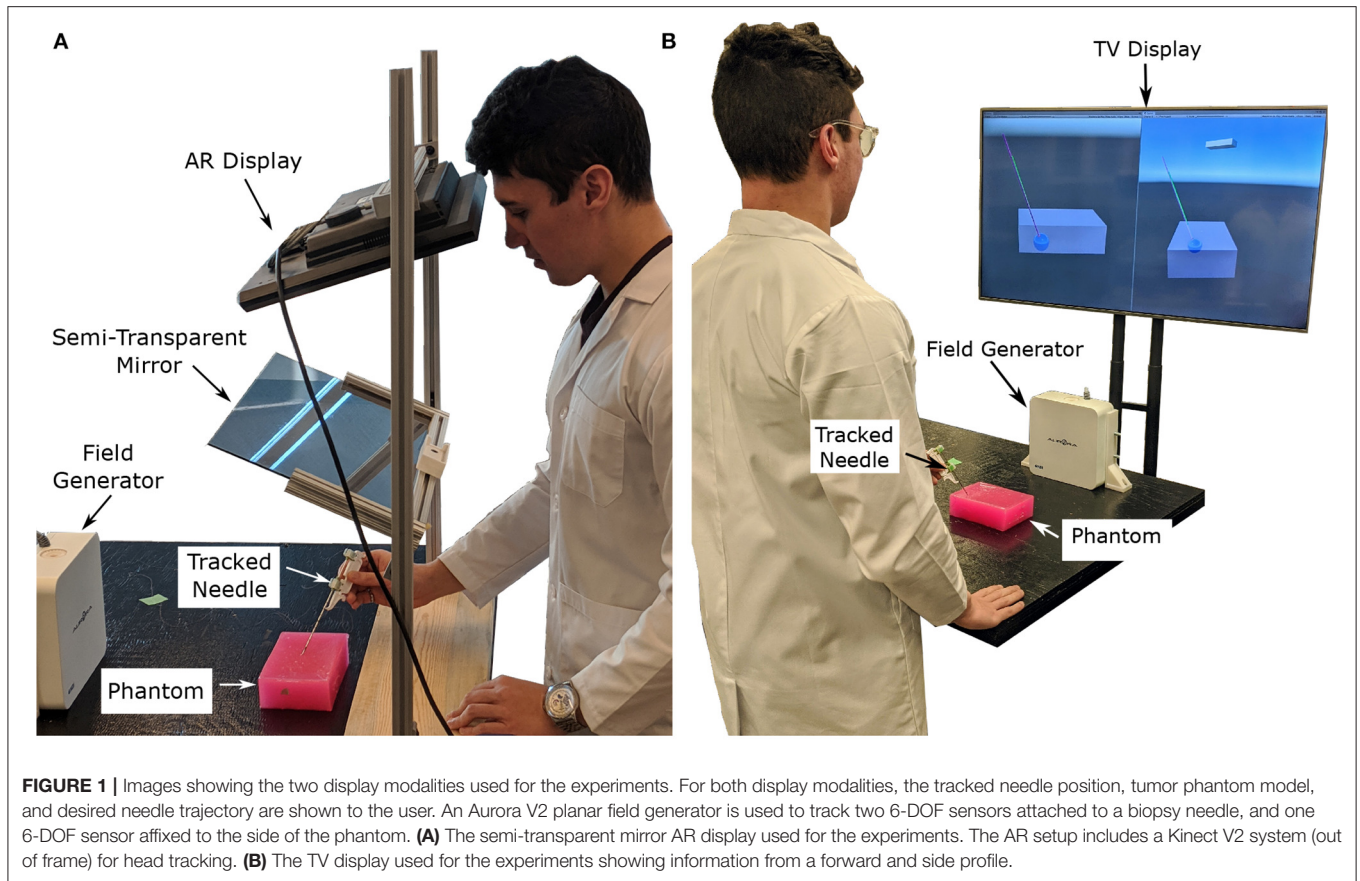 A
B
TV Display
AR Display
Semi-Transparent
Mirror
Field Generator
Tracked
Needle
Field
Generator
Tracked
Needle
Phantom
Phantom
AURORA
FIGURE 1 | Images showing the two display modalities used for the experiments. For both display modalities, the tracked needle position, tumor phantom model,
and desired needle trajectory are shown to the user. An Aurora V2 planar field generator is used to track two 6-DOF sensors attached to a biopsy needle, and one
6-DOF sensor affixed to the side of the phantom. (A) The semi-transparent mirror AR display used for the experiments. The AR setup includes a Kinect V2 system (out
of frame) for head tracking. (B) The TV display used for the experiments showing information from a forward and side profile.